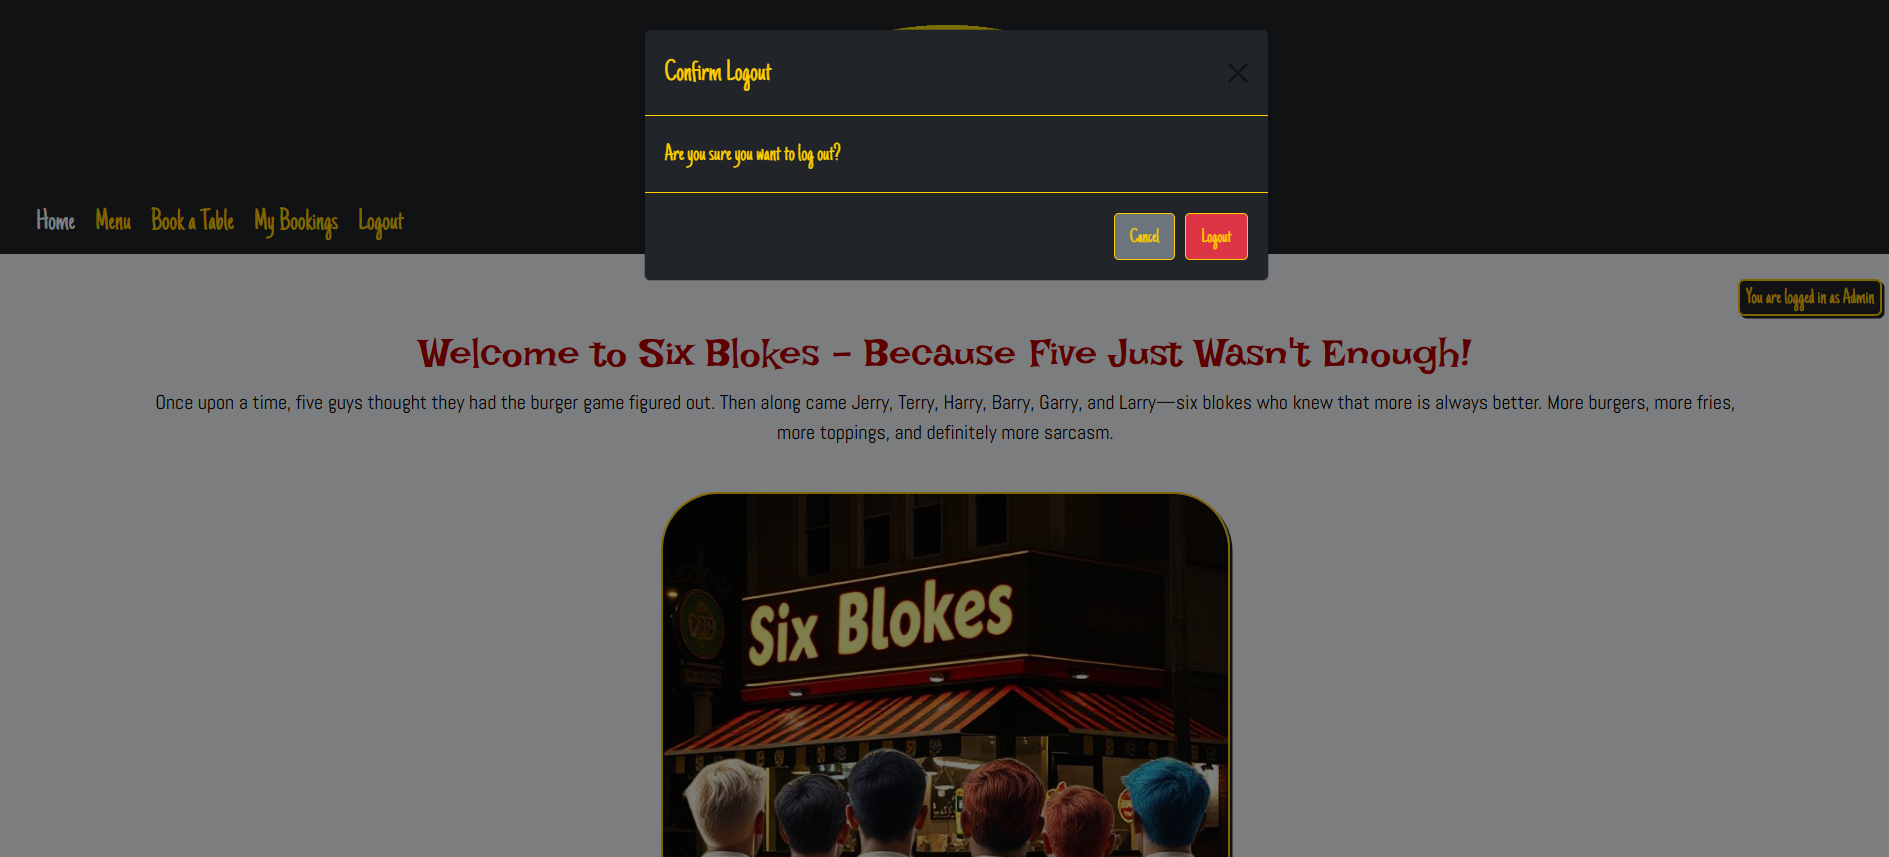 Confirm Logout
Are you sure you want to log out?
Cancel Logout
Home Menu Book a Table My Bookings Logout
You are logged in as Admin
Welcome to Six Blokes - Because Five Just Wasn't Enough!
Once upon a time, five guys thought they had the burger game figured out. Then along came Jerry, Terry, Harry, Barry, Garry, and Larry—six blokes who knew that more is always better. More burgers, more fries,
more toppings, and definitely more sarcasm.
Six Blokes